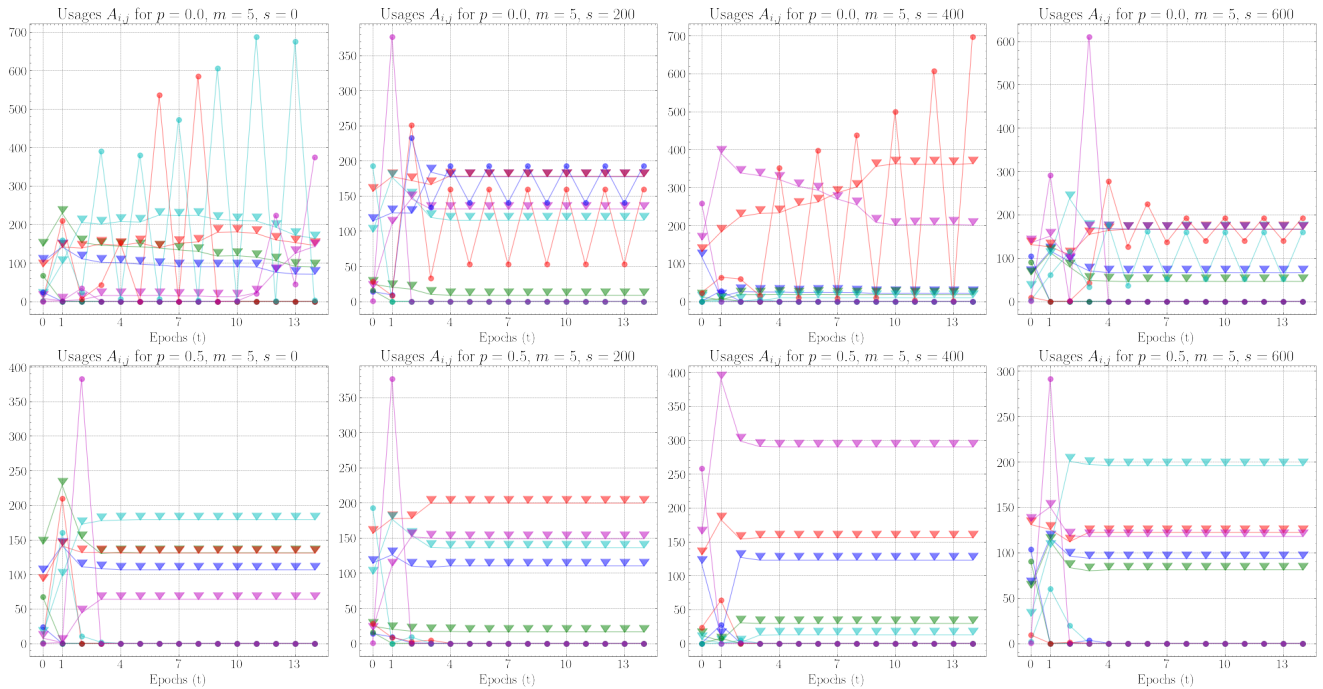 Usages A_{i,j} for p = 0.0, m = 5, s = 0
700
600
500
400
300
200
100
0
0 1 4 7 10 13
Epochs (t)
Usages A_{i,j} for p = 0.0, m = 5, s = 200
350
300
250
200
150
100
50
0
0 1 4 7 10 13
Epochs (t)
Usages A_{i,j} for p = 0.0, m = 5, s = 400
700
600
500
400
300
200
100
0
0 1 4 7 10 13
Epochs (t)
Usages A_{i,j} for p = 0.0, m = 5, s = 600
600
500
400
300
200
100
0
0 1 4 7 10 13
Epochs (t)
Usages A_{i,j} for p = 0.5, m = 5, s = 0
400
350
300
250
200
150
100
50
0
0 1 4 7 10 13
Epochs (t)
Usages A_{i,j} for p = 0.5, m = 5, s = 200
350
300
250
200
150
100
50
0
0 1 4 7 10 13
Epochs (t)
Usages A_{i,j} for p = 0.5, m = 5, s = 400
400
350
300
250
200
150
100
50
0
0 1 4 7 10 13
Epochs (t)
Usages A_{i,j} for p = 0.5, m = 5, s = 600
300
250
200
150
100
50
0
0 1 4 7 10 13
Epochs (t)